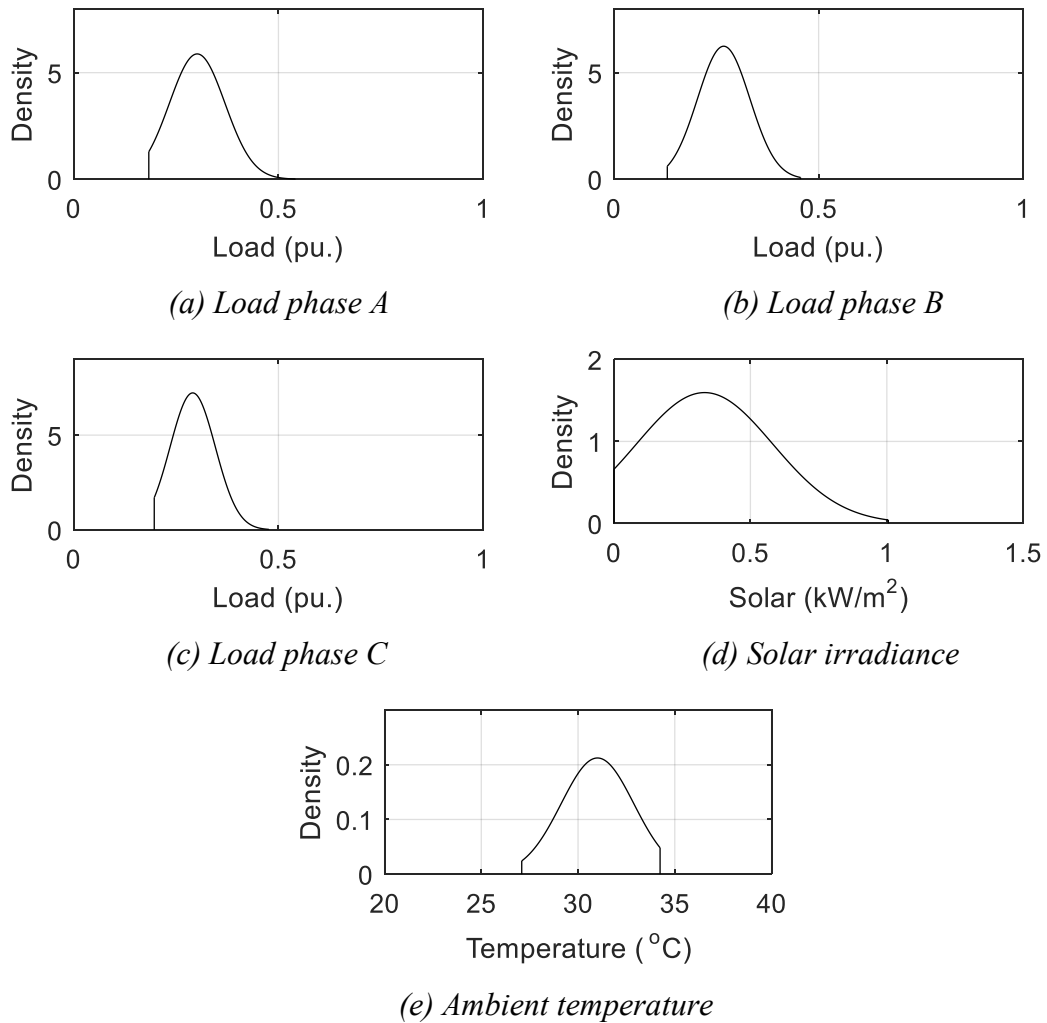 Density
5
0
0
0.5
1
Load (pu.)
(a) Load phase A
Density
5
0
0
0.5
1
Load (pu.)
(b) Load phase B
Density
5
0
0
0.5
1
Load (pu.)
(c) Load phase C
Density
2
1
0
0
0.5
1
1.5
Solar (kW/m²)
(d) Solar irradiance
Density
0.2
0.1
0
20
25
30
35
40
Temperature (°C)
(e) Ambient temperature